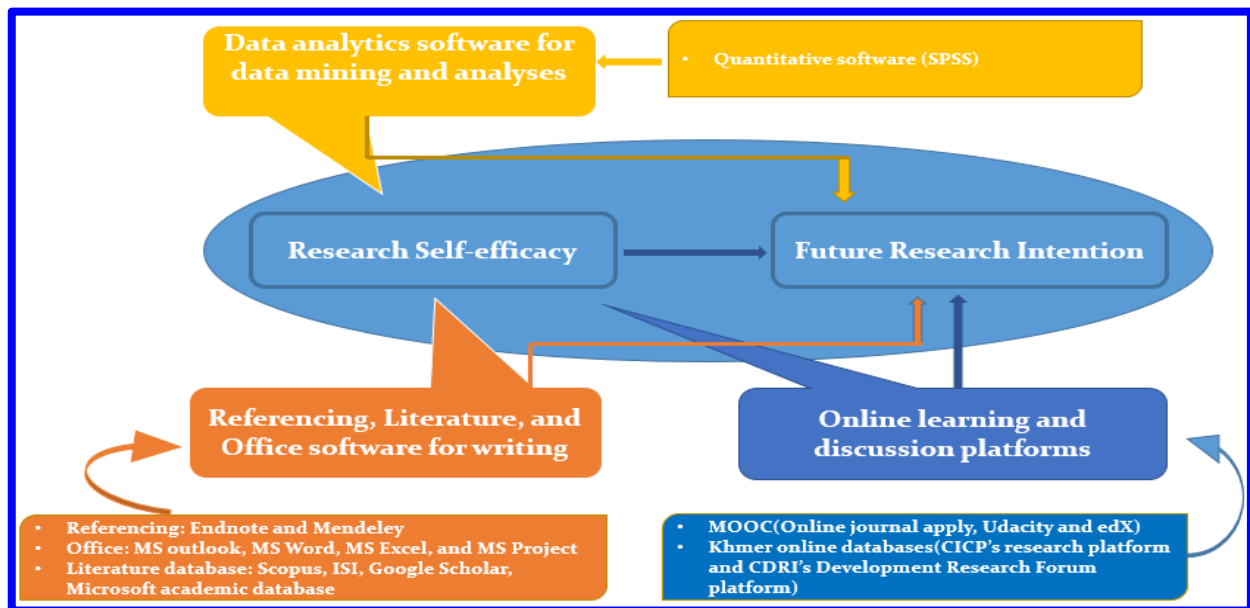 Data analytics software for
data mining and analyses
• Quantitative software (SPSS)
Research Self-efficacy
Future Research Intention
Referencing, Literature, and
Office software for writing
Online learning and
discussion platforms
• Referencing: Endnote and Mendeley
• Office: MS outlook, MS Word, MS Excel, and MS Project
• Literature database: Scopus, ISI, Google Scholar,
Microsoft academic database
• MOOC(Online journal apply, Udacity and edX)
• Khmer online databases(CICP's research platform
and CDRI's Development Research Forum
platform)